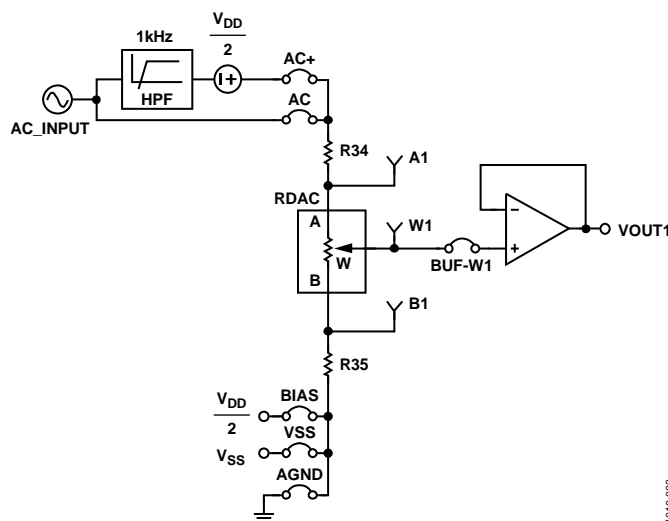 1kHz
VDD
2
AC+
HPF
AC
AC_INPUT
R34
A1
RDAC
A
W1
–
+
VOUT1
W
BUF-W1
B
B1
R35
VDD
2
BIAS
VSS
VSS
AGND